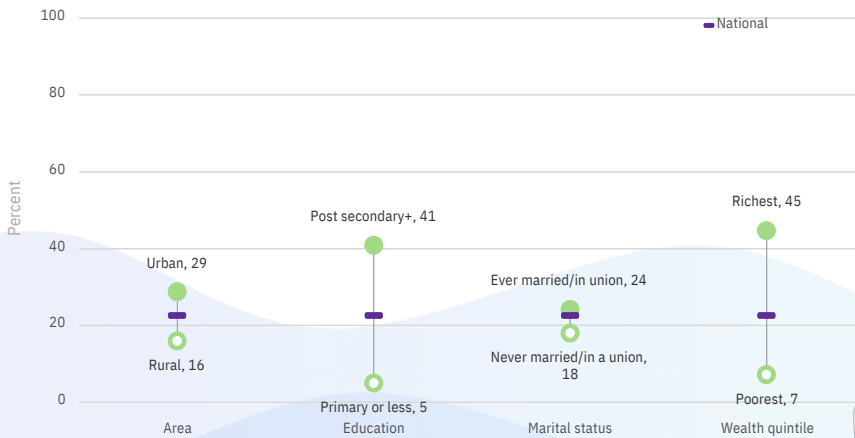 100
National
80
60
Percent
Richest, 45
Post secondary+, 41
40
Urban, 29
Ever married/in union, 24
20
Rural, 16
Never married/in a union,
18
0
Primary or less, 5
Poorest, 7
Area
Education
Marital status
Wealth quintile